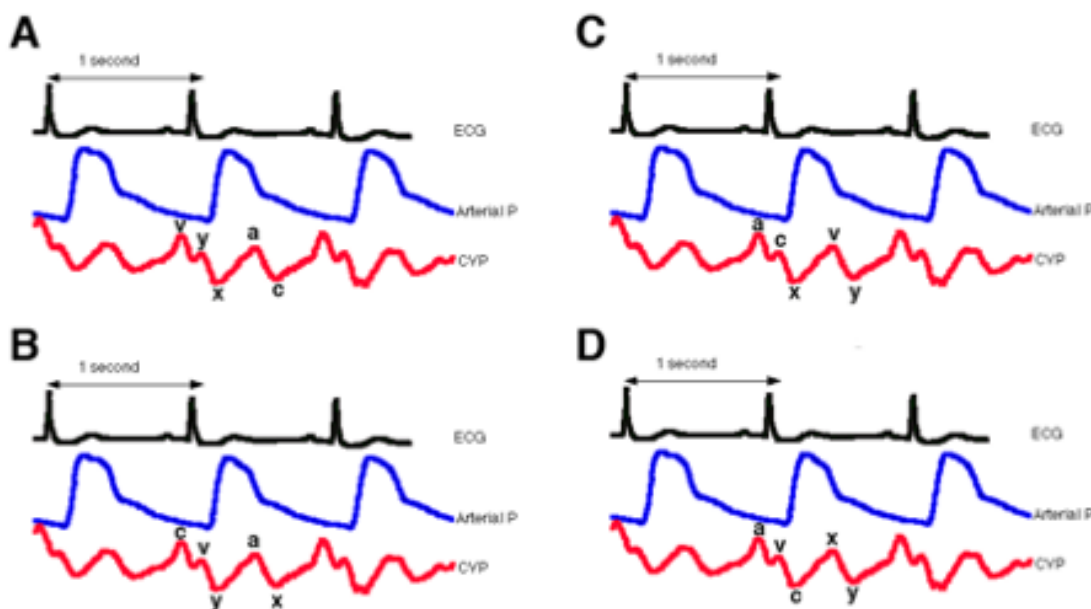 A
1 second
ECG
Arterial P
v y a
CVP
x c
C
1 second
ECG
Arterial P
a c v
CVP
x y
B
1 second
ECG
Arterial P
c v a
CVP
y x
D
1 second
ECG
Arterial P
a v x
CVP
c y